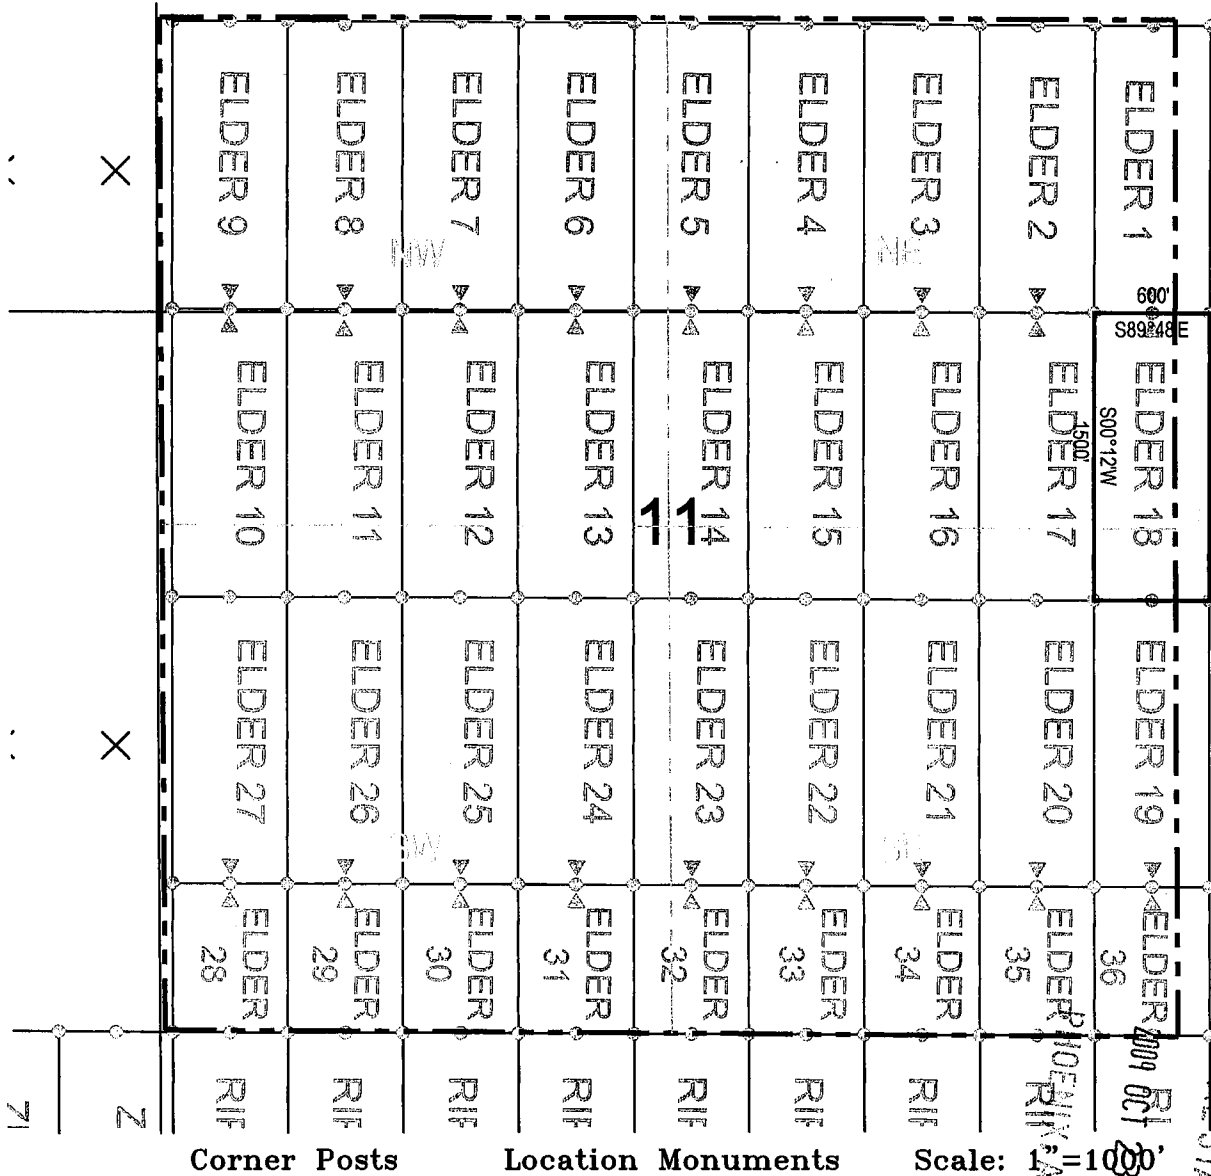 ELDER 9
ELDER 8
ELDER 7
ELDER 6
ELDER 5
ELDER 4
ELDER 3
ELDER 2
ELDER 1
NW
NE
600'
S89°48E
ELDER 10
ELDER 11
ELDER 12
ELDER 13
ELDER 14
ELDER 15
ELDER 16
ELDER 17
ELDER 18
S00°12'W
1500'
11
ELDER 27
ELDER 26
ELDER 25
ELDER 24
ELDER 23
ELDER 22
ELDER 21
ELDER 20
ELDER 19
SW
ELDER 28
ELDER 29
ELDER 30
ELDER 31
ELDER 32
ELDER 33
ELDER 34
ELDER 35
ELDER 36
2009 OCT
PHOENIX
Z
RIF
RIF
RIF
RIF
RIF
RIF
RIF
Corner Posts Location Monuments Scale: 1"=1000'